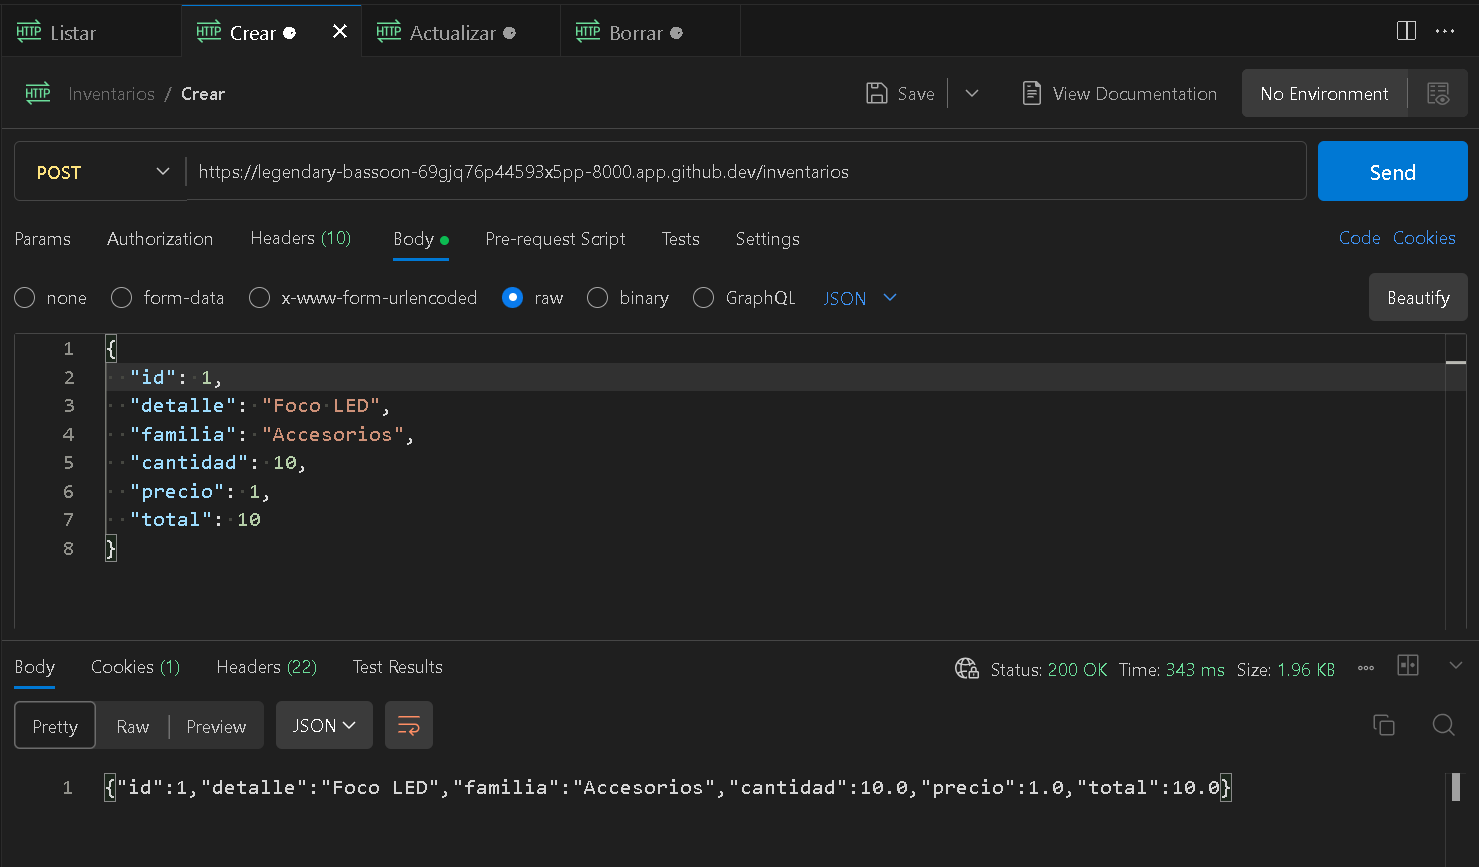 HTTP Listar HTTP Crear HTTP Actualizar HTTP Borrar
HTTP Inventarios / Crear Save View Documentation No Environment
POST https://legendary-bassoon-69gjq76p44593x5pp-8000.app.github.dev/inventarios Send
Params Authorization Headers (10) Body Pre-request Script Tests Settings Code Cookies
none form-data x-www-form-urlencoded raw binary GraphQL JSON Beautify
1 {
2 "id": 1,
3 "detalle": "Foco LED",
4 "familia": "Accesorios",
5 "cantidad": 10,
6 "precio": 1,
7 "total": 10
8 }
Body Cookies (1) Headers (22) Test Results Status: 200 OK Time: 343 ms Size: 1.96 KB
Pretty Raw Preview JSON
1 {"id":1,"detalle":"Foco LED","familia":"Accesorios","cantidad":10.0,"precio":1.0,"total":10.0}